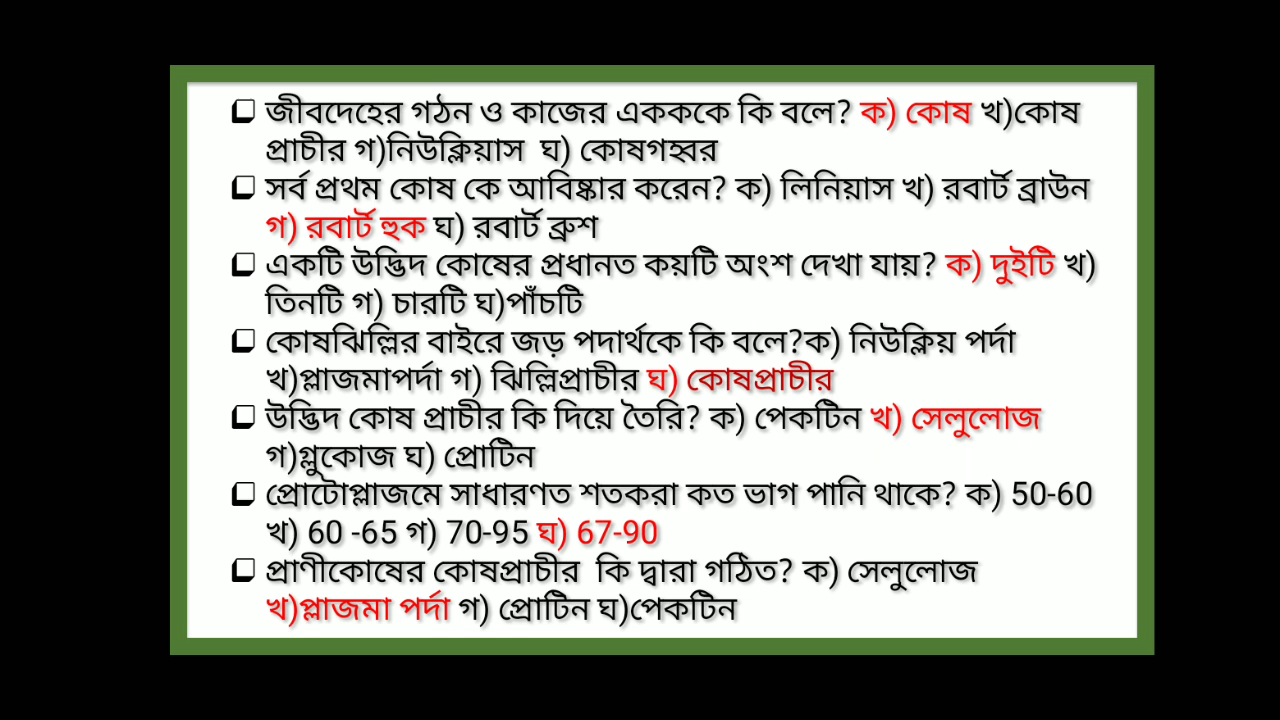 ❑ জীবদেহের গঠন ও কাজের একককে কি বলে? ক) কোষ খ)কোষ
প্রাচীর গ)নিউক্লিয়াস ঘ) কোষগহ্বর
❑ সর্ব প্রথম কোষ কে আবিষ্কার করেন? ক) লিনিয়াস খ) রবার্ট ব্রাউন
গ) রবার্ট হুক ঘ) রবার্ট ব্রুশ
❑ একটি উদ্ভিদ কোষের প্রধানত কয়টি অংশ দেখা যায়? ক) দুইটি খ)
তিনটি গ) চারটি ঘ)পাঁচটি
❑ কোষঝিল্লির বাইরে জড় পদার্থকে কি বলে?ক) নিউক্লিয় পর্দা
খ)প্লাজমাপর্দা গ) ঝিল্লিপ্রাচীর ঘ) কোষপ্রাচীর
❑ উদ্ভিদ কোষ প্রাচীর কি দিয়ে তৈরি? ক) পেকটিন খ) সেলুলোজ
গ)গ্লুকোজ ঘ) প্রোটিন
❑ প্রোটোপ্লাজমে সাধারণত শতকরা কত ভাগ পানি থাকে? ক) 50-60
খ) 60 -65 গ) 70-95 ঘ) 67-90
❑ প্রাণীকোষের কোষপ্রাচীর কি দ্বারা গঠিত? ক) সেলুলোজ
খ)প্লাজমা পর্দা গ) প্রোটিন ঘ)পেকটিন